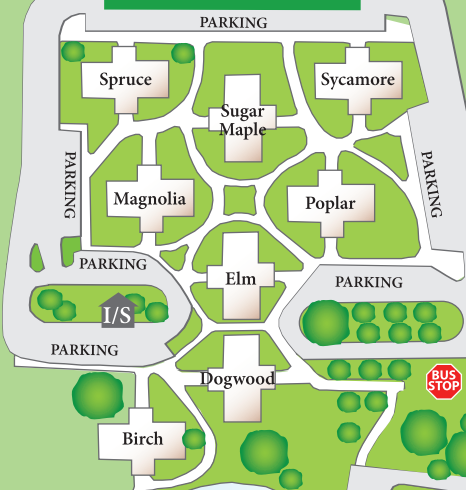 PARKING
Spruce
Sycamore
Sugar
Maple
PARKING
PARKING
Magnolia
Poplar
PARKING
Elm
PARKING
I/S
PARKING
Dogwood
BUS
STOP
Birch